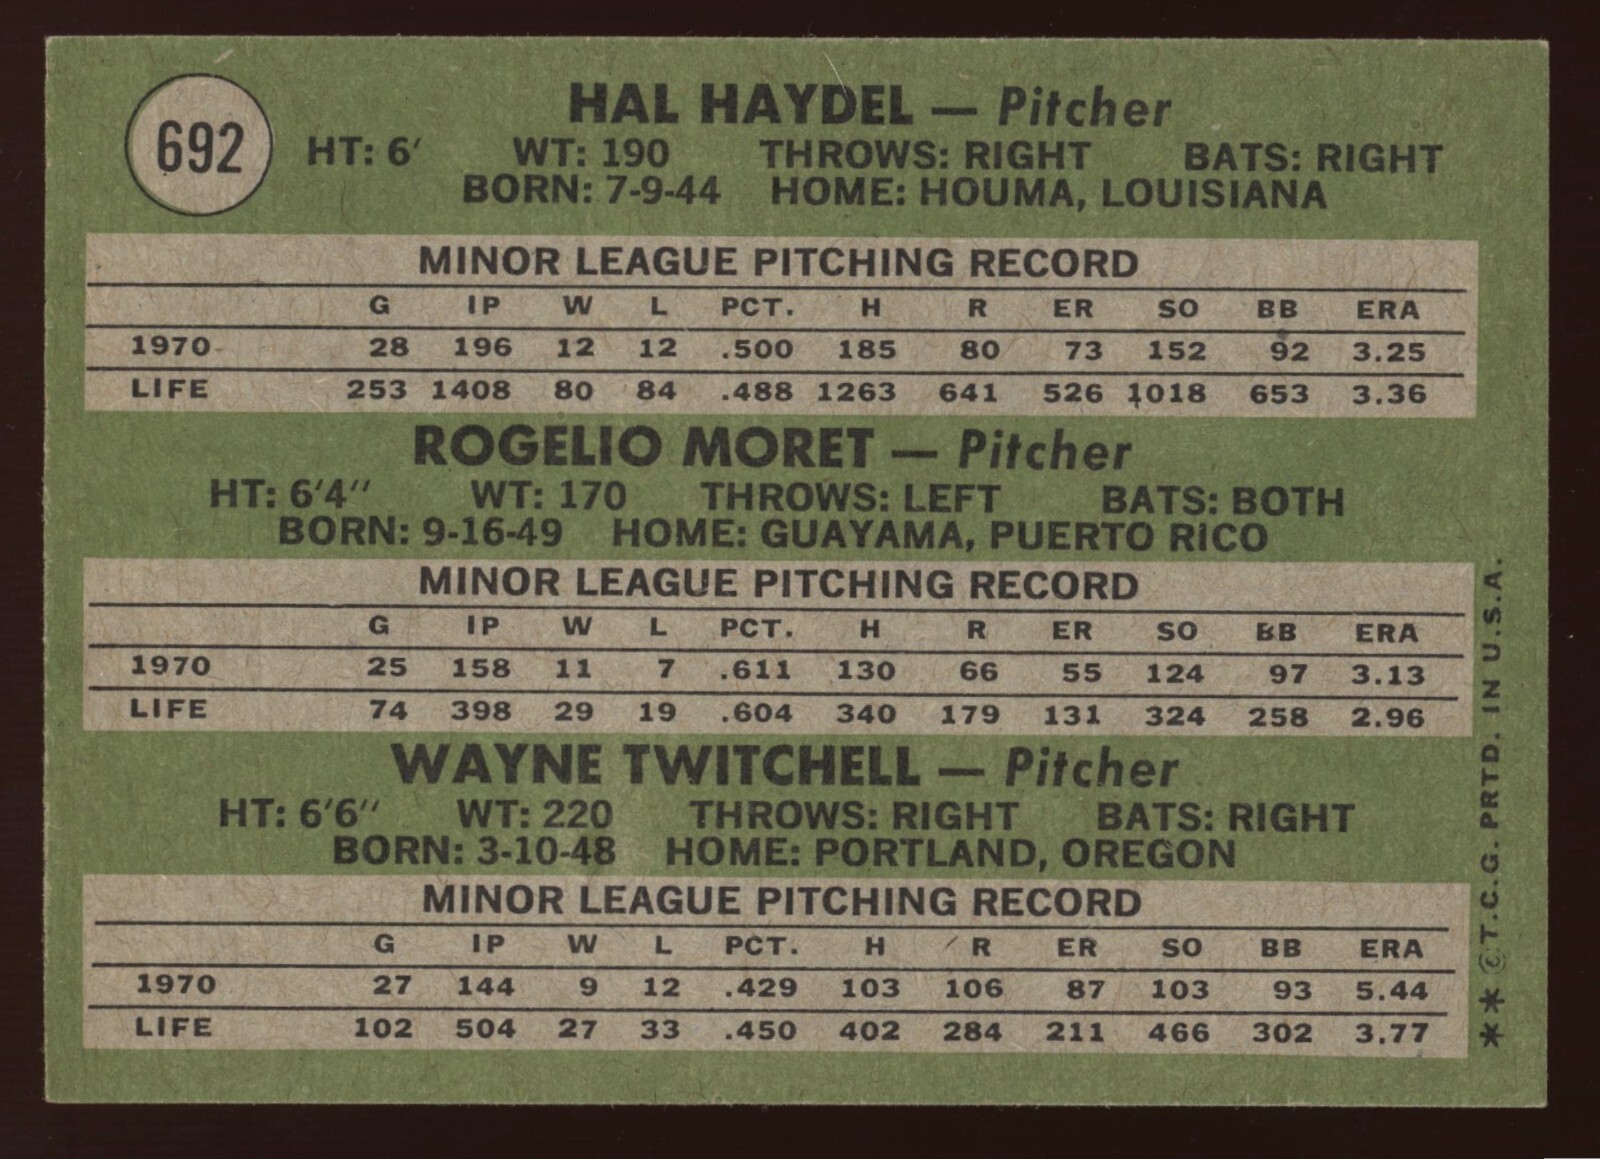 692
HAL HAYDEL — Pitcher
HT: 6' WT: 190 THROWS: RIGHT BATS: RIGHT
BORN: 7-9-44 HOME: HOUMA, LOUISIANA
MINOR LEAGUE PITCHING RECORD
G IP W L PCT. H R ER SO BB ERA
1970 28 196 12 12 .500 185 80 73 152 92 3.25
LIFE 253 1408 80 84 .488 1263 641 526 1018 653 3.36
ROGELIO MORET — Pitcher
HT: 6'4'' WT: 170 THROWS: LEFT BATS: BOTH
BORN: 9-16-49 HOME: GUAYAMA, PUERTO RICO
MINOR LEAGUE PITCHING RECORD
G IP W L PCT. H R ER SO BB ERA
1970 25 158 11 7 .611 130 66 55 124 97 3.13
LIFE 74 398 29 19 .604 340 179 131 324 258 2.96
WAYNE TWITCHELL — Pitcher
HT: 6'6'' WT: 220 THROWS: RIGHT BATS: RIGHT
BORN: 3-10-48 HOME: PORTLAND, OREGON
MINOR LEAGUE PITCHING RECORD
G IP W L PCT. H R ER SO BB ERA
1970 27 144 9 12 .429 103 106 87 103 93 5.44
LIFE 102 504 27 33 .450 402 284 211 466 302 3.77
** © T.C.G. PRTD. IN U.S.A.